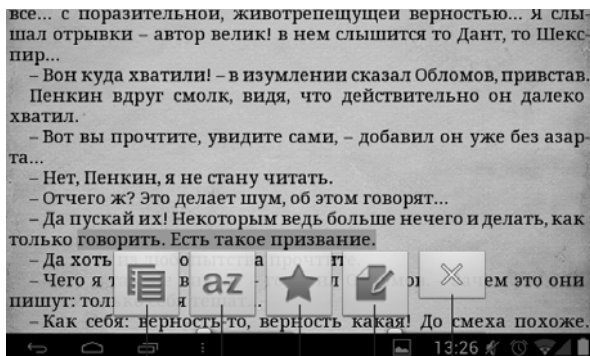 все... с поразительной, животрепещущей верностью... Я слы-
шал отрывки – автор велик! в нем слышится то Дант, то Шекс-
пир...
– Вон куда хватили! – в изумлении сказал Обломов, привстав.
Пенкин вдруг смолк, видя, что действительно он далеко
хватил.
– Вот вы прочтите, увидите сами, – добавил он уже без азар-
та...
– Нет, Пенкин, я не стану читать.
– Отчего ж? Это делает шум, об этом говорят...
– Да пускай их! Некоторым ведь больше нечего и делать, как
только говорить. Есть такое призвание.
– Да хоть
– Чего я ем это они
пишут:
a-z
– Как себя: верность-то, верность какая! До смеха похоже.
13:26